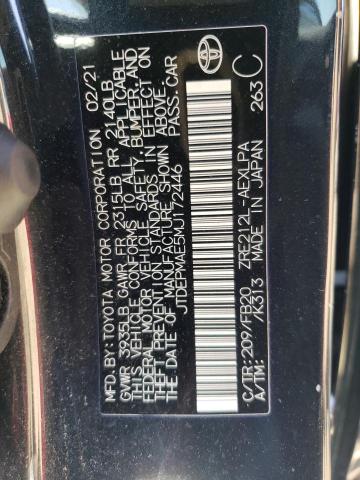 MFD.BY:TOYOTA MOTOR CORPORATION 02/21
GVWR 3935LB GAWR FR 2315LB RR 2140LB
THIS VEHICLE CONFORMS TO ALL APPLICABLE
FEDERAL MOTOR VEHICLE SAFETY, BUMPER, AND
THEFT PREVENTION STANDARDS IN EFFECT ON
THE DATE OF MANUFACTURE SHOWN ABOVE.
JTDEPMAE5MJ172446 PASS.CAR
C/TR:209/FB20 ZRE212L-AEXLPA
A/TM: /K313 MADE IN JAPAN 263 C